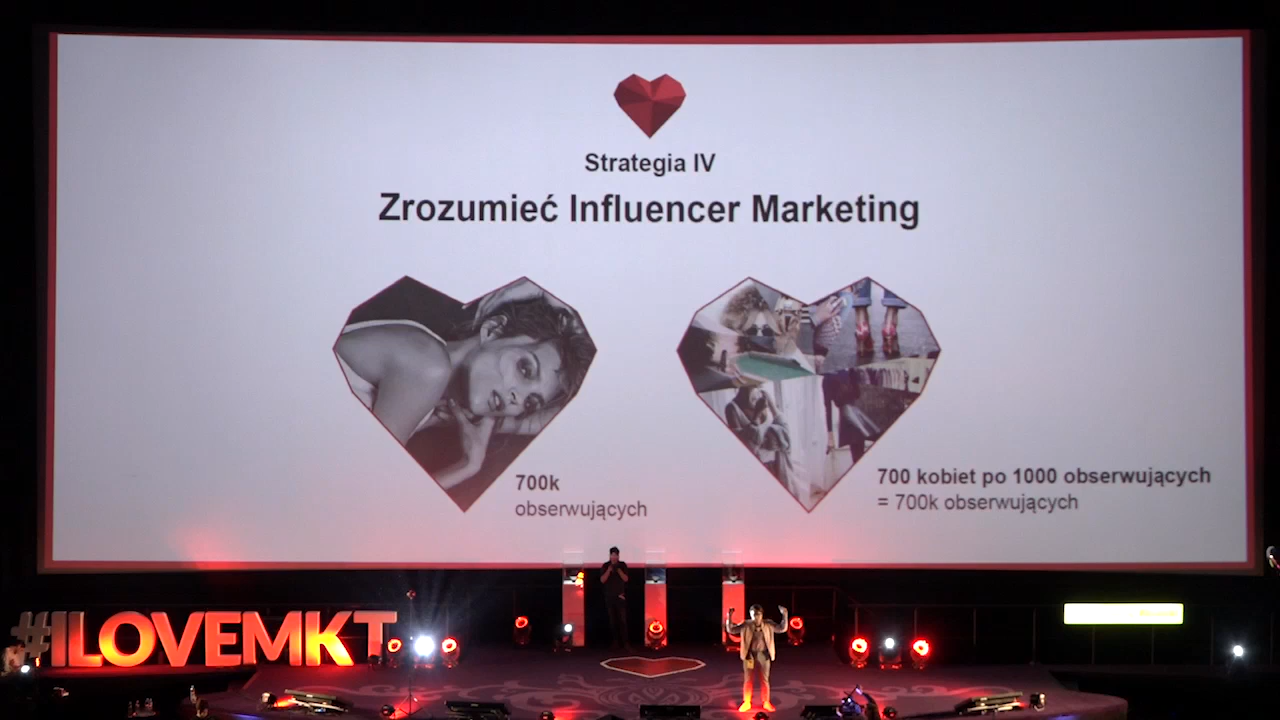 Strategia IV
Zrozumieć Influencer Marketing
700k
obserwujących
700 kobiet po 1000 obserwujących
= 700k obserwujących
#ILOVEMKT